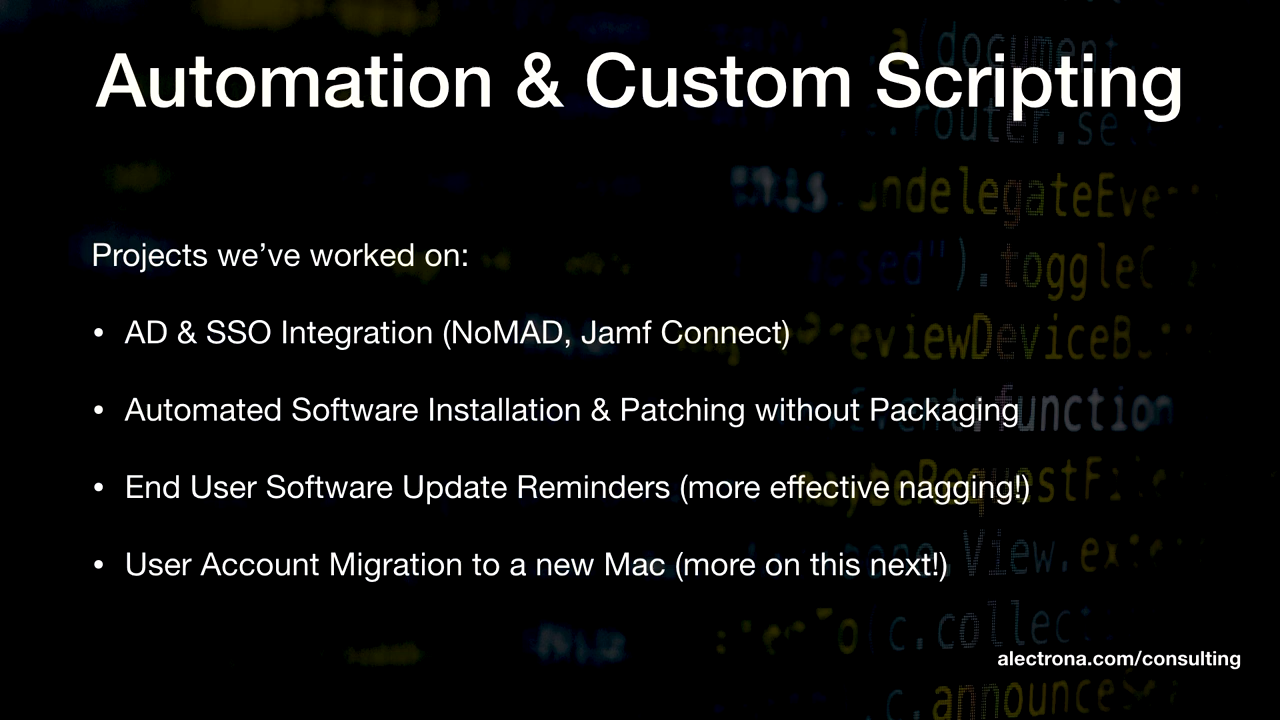 Automation & Custom Scripting
Projects we’ve worked on:
• AD & SSO Integration (NoMAD, Jamf Connect)
• Automated Software Installation & Patching without Packaging
• End User Software Update Reminders (more effective nagging!)
• User Account Migration to a new Mac (more on this next!)
alectrona.com/consulting